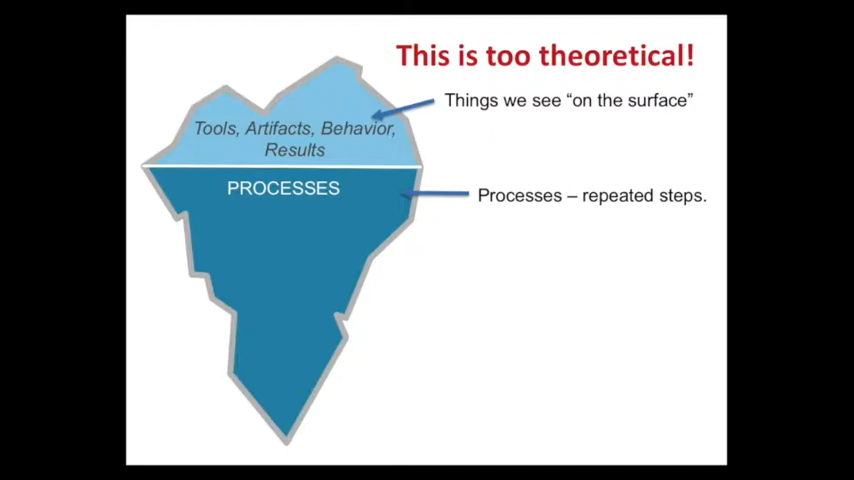 This is too theoretical!
Things we see “on the surface”
Tools, Artifacts, Behavior,
Results
PROCESSES
Processes – repeated steps.